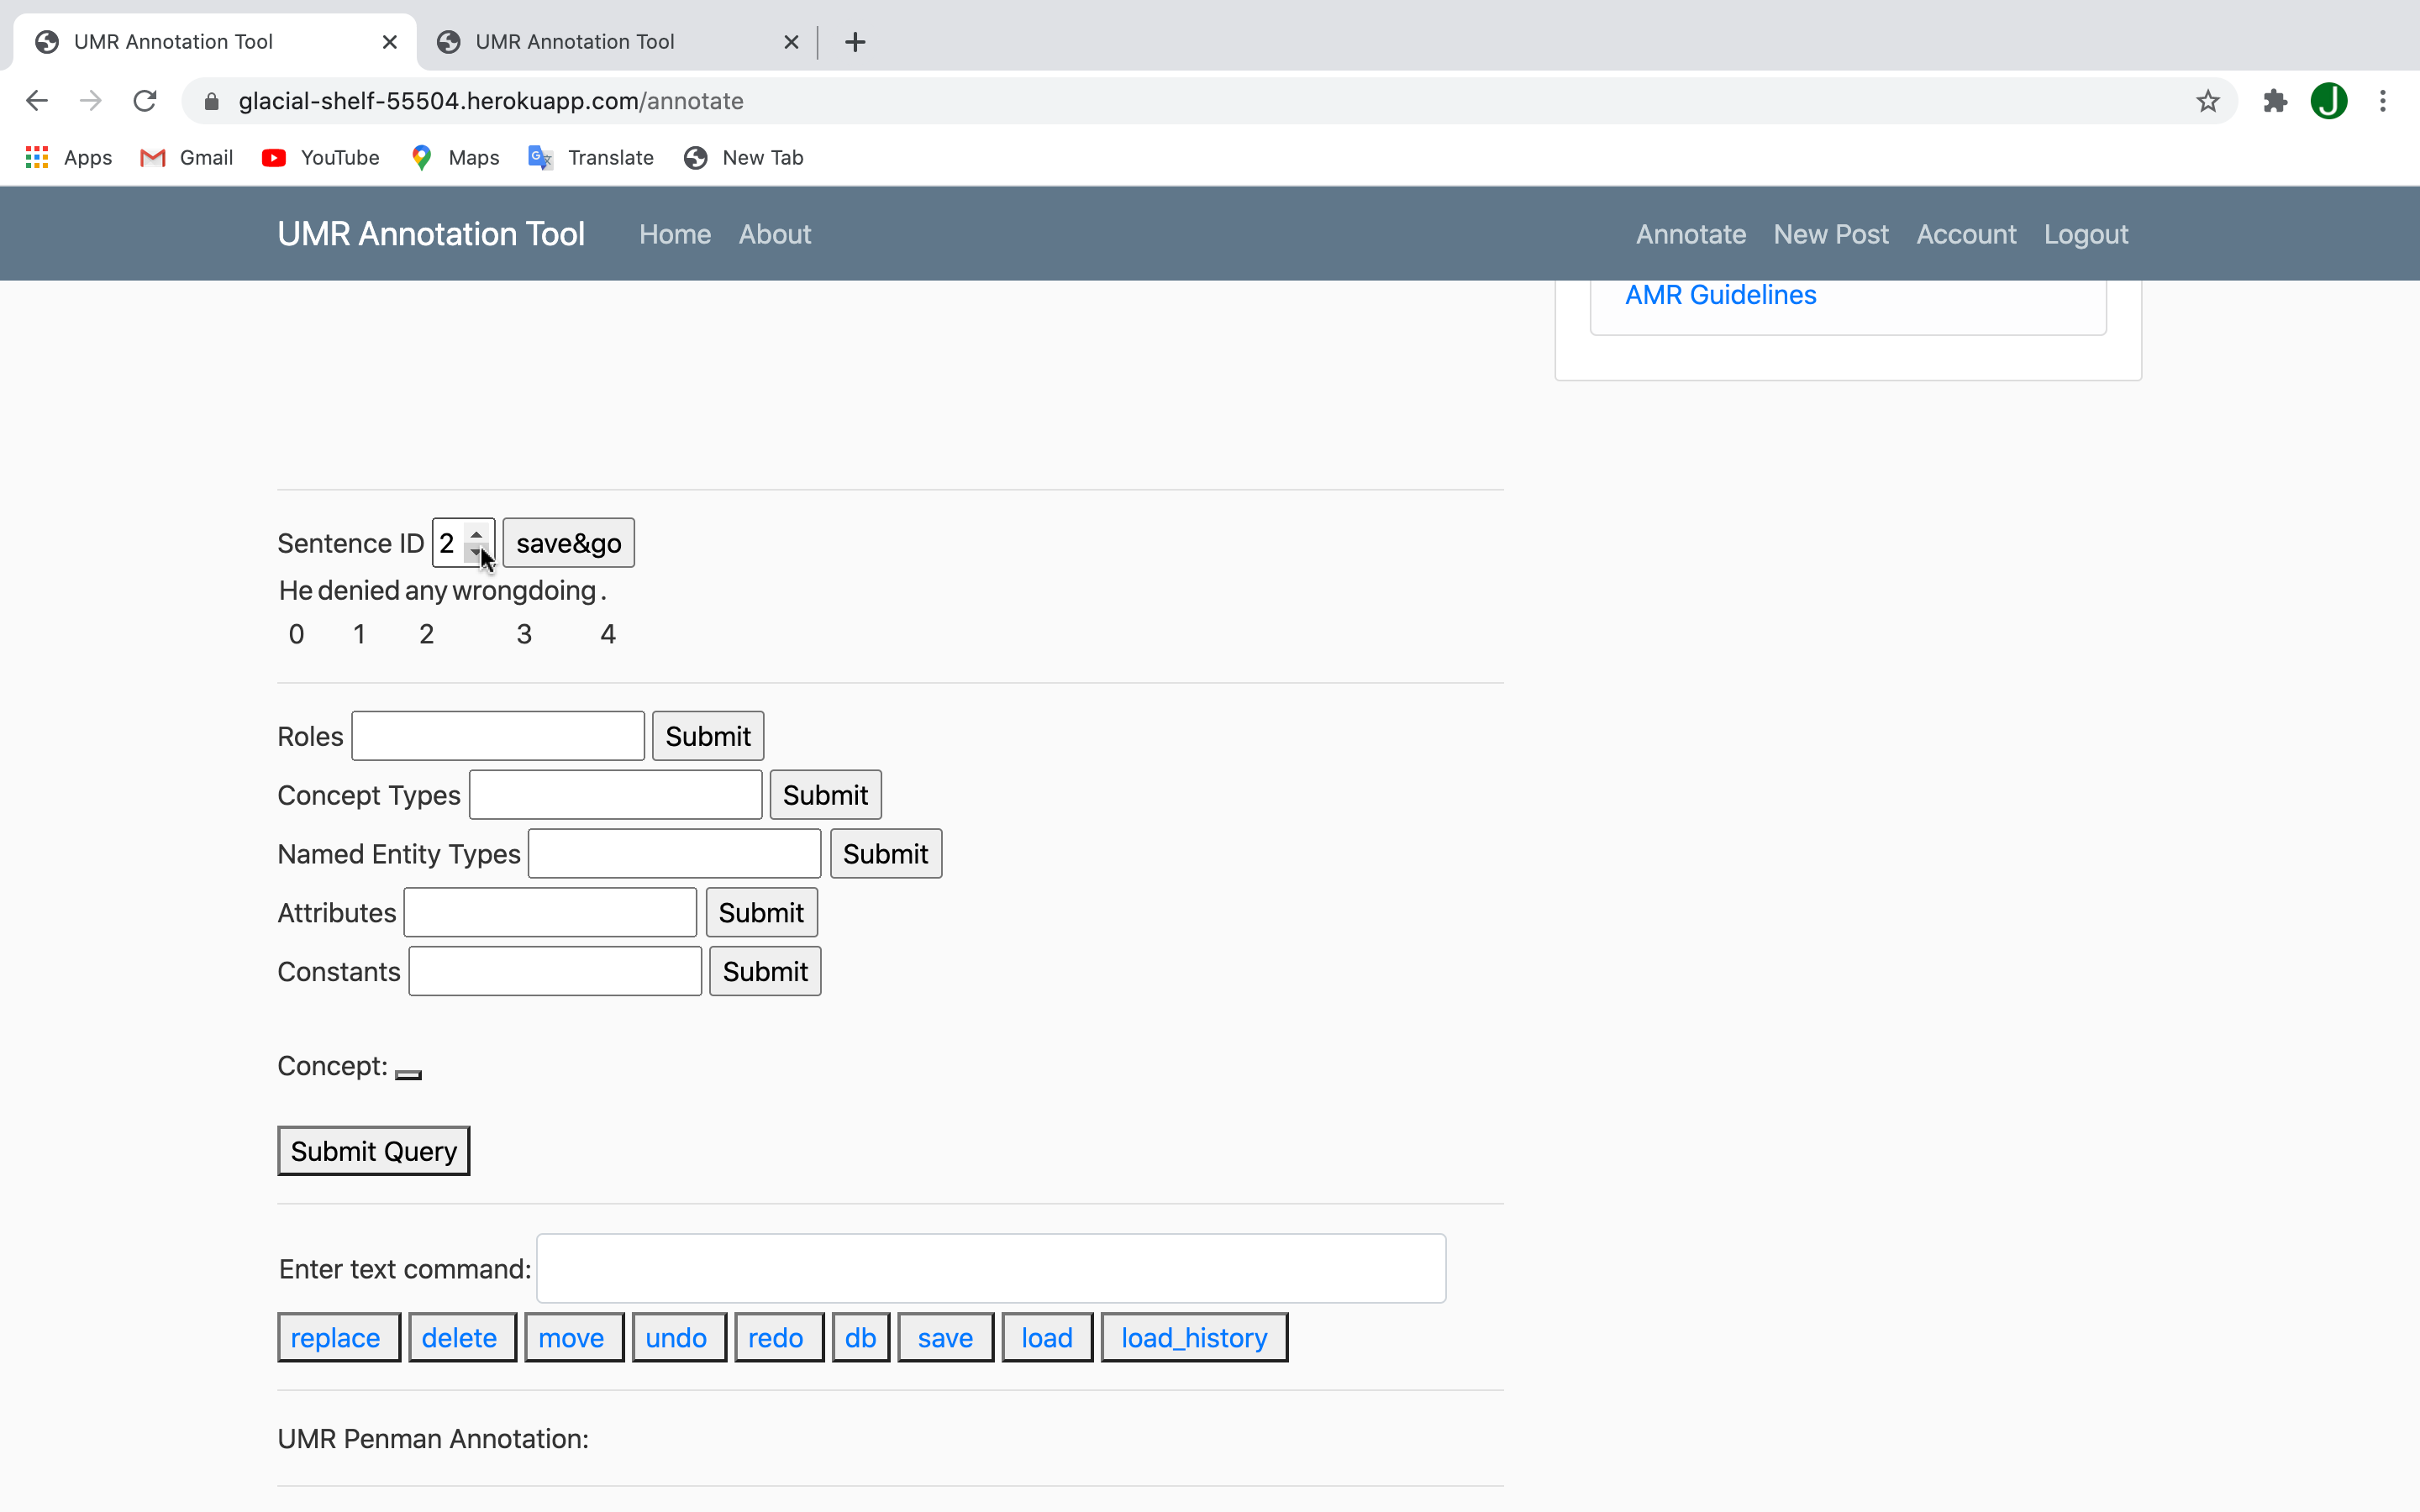 UMR Annotation Tool UMR Annotation Tool
glacial-shelf-55504.herokuapp.com/annotate J
Apps Gmail YouTube Maps Translate New Tab
UMR Annotation Tool Home About Annotate New Post Account Logout
AMR Guidelines
Sentence ID 2 save&go
He denied any wrongdoing .
0 1 2 3 4
Roles Submit
Concept Types Submit
Named Entity Types Submit
Attributes Submit
Constants Submit
Concept:
Submit Query
Enter text command:
replace delete move undo redo db save load load_history
UMR Penman Annotation: